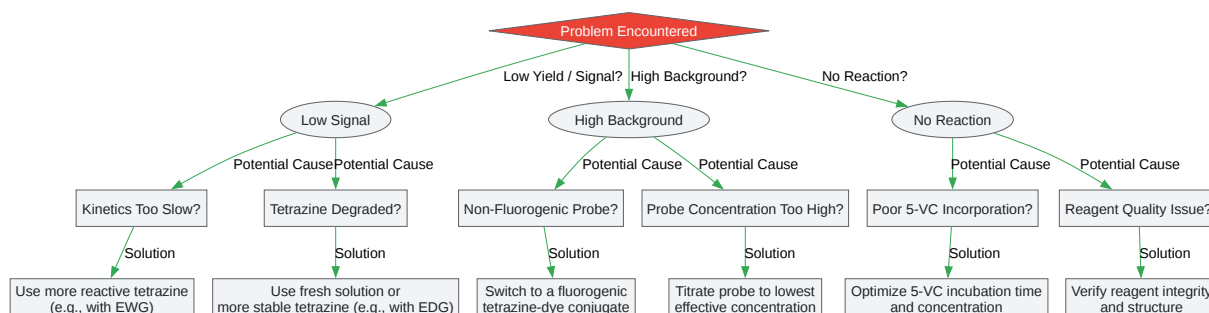 Problem Encountered
Low Yield / Signal?
High Background?
No Reaction?
Low Signal
High Background
No Reaction
Potential Cause
Potential Cause
Potential Cause
Potential Cause
Potential Cause
Potential Cause
Kinetics Too Slow?
Tetrazine Degraded?
Non-Fluorogenic Probe?
Probe Concentration Too High?
Poor 5-VC Incorporation?
Reagent Quality Issue?
Solution
Solution
Solution
Solution
Solution
Solution
Use more reactive tetrazine
(e.g., with EWG)
Use fresh solution or
more stable tetrazine (e.g., with EDG)
Switch to a fluorogenic
tetrazine-dye conjugate
Titrate probe to lowest
effective concentration
Optimize 5-VC incubation time
and concentration
Verify reagent integrity
and structure